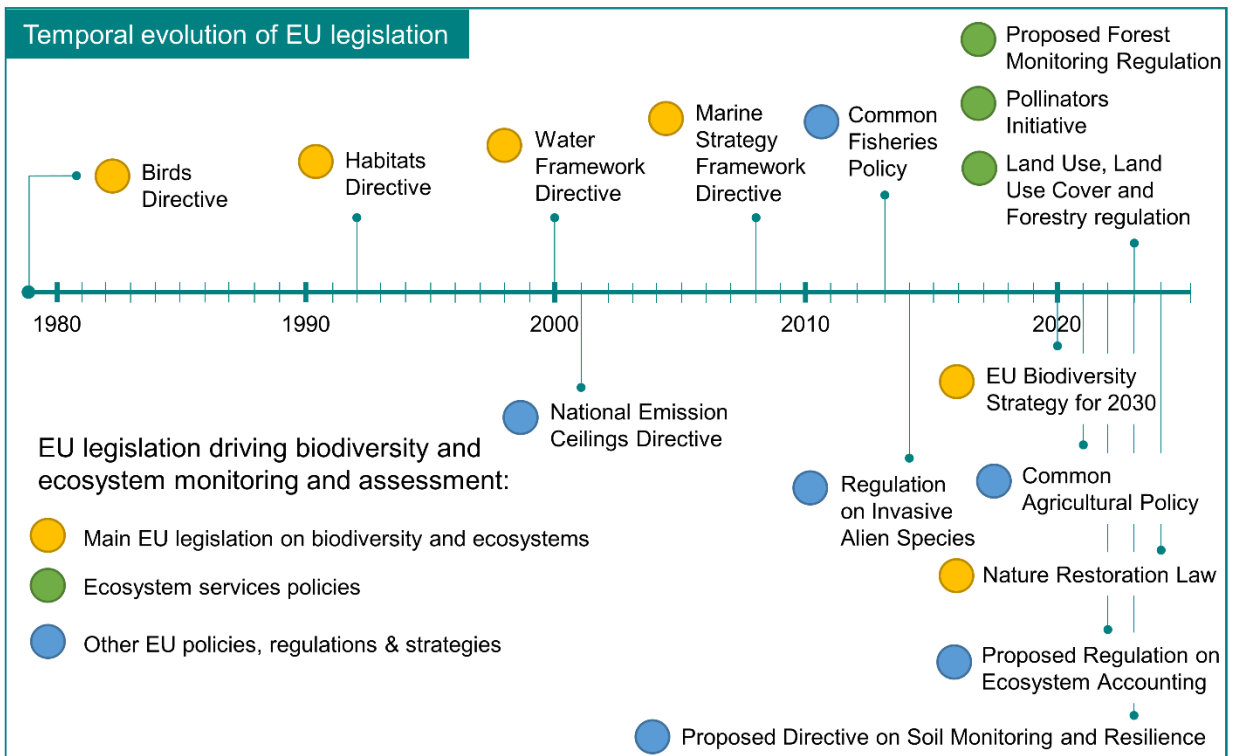 Temporal evolution of EU legislation
Proposed Forest
Monitoring Regulation
Pollinators
Initiative
Land Use, Land
Use Cover and
Forestry regulation
Birds
Directive
Habitats
Directive
Water
Framework
Directive
Marine
Strategy
Framework
Directive
Common
Fisheries
Policy
1980
1990
2000
2010
2020
National Emission
Ceilings Directive
Regulation
on Invasive
Alien Species
EU Biodiversity
Strategy for 2030
Common
Agricultural Policy
Nature Restoration Law
Proposed Regulation on
Ecosystem Accounting
Proposed Directive on Soil Monitoring and Resilience
EU legislation driving biodiversity and
ecosystem monitoring and assessment:
Main EU legislation on biodiversity and ecosystems
Ecosystem services policies
Other EU policies, regulations & strategies